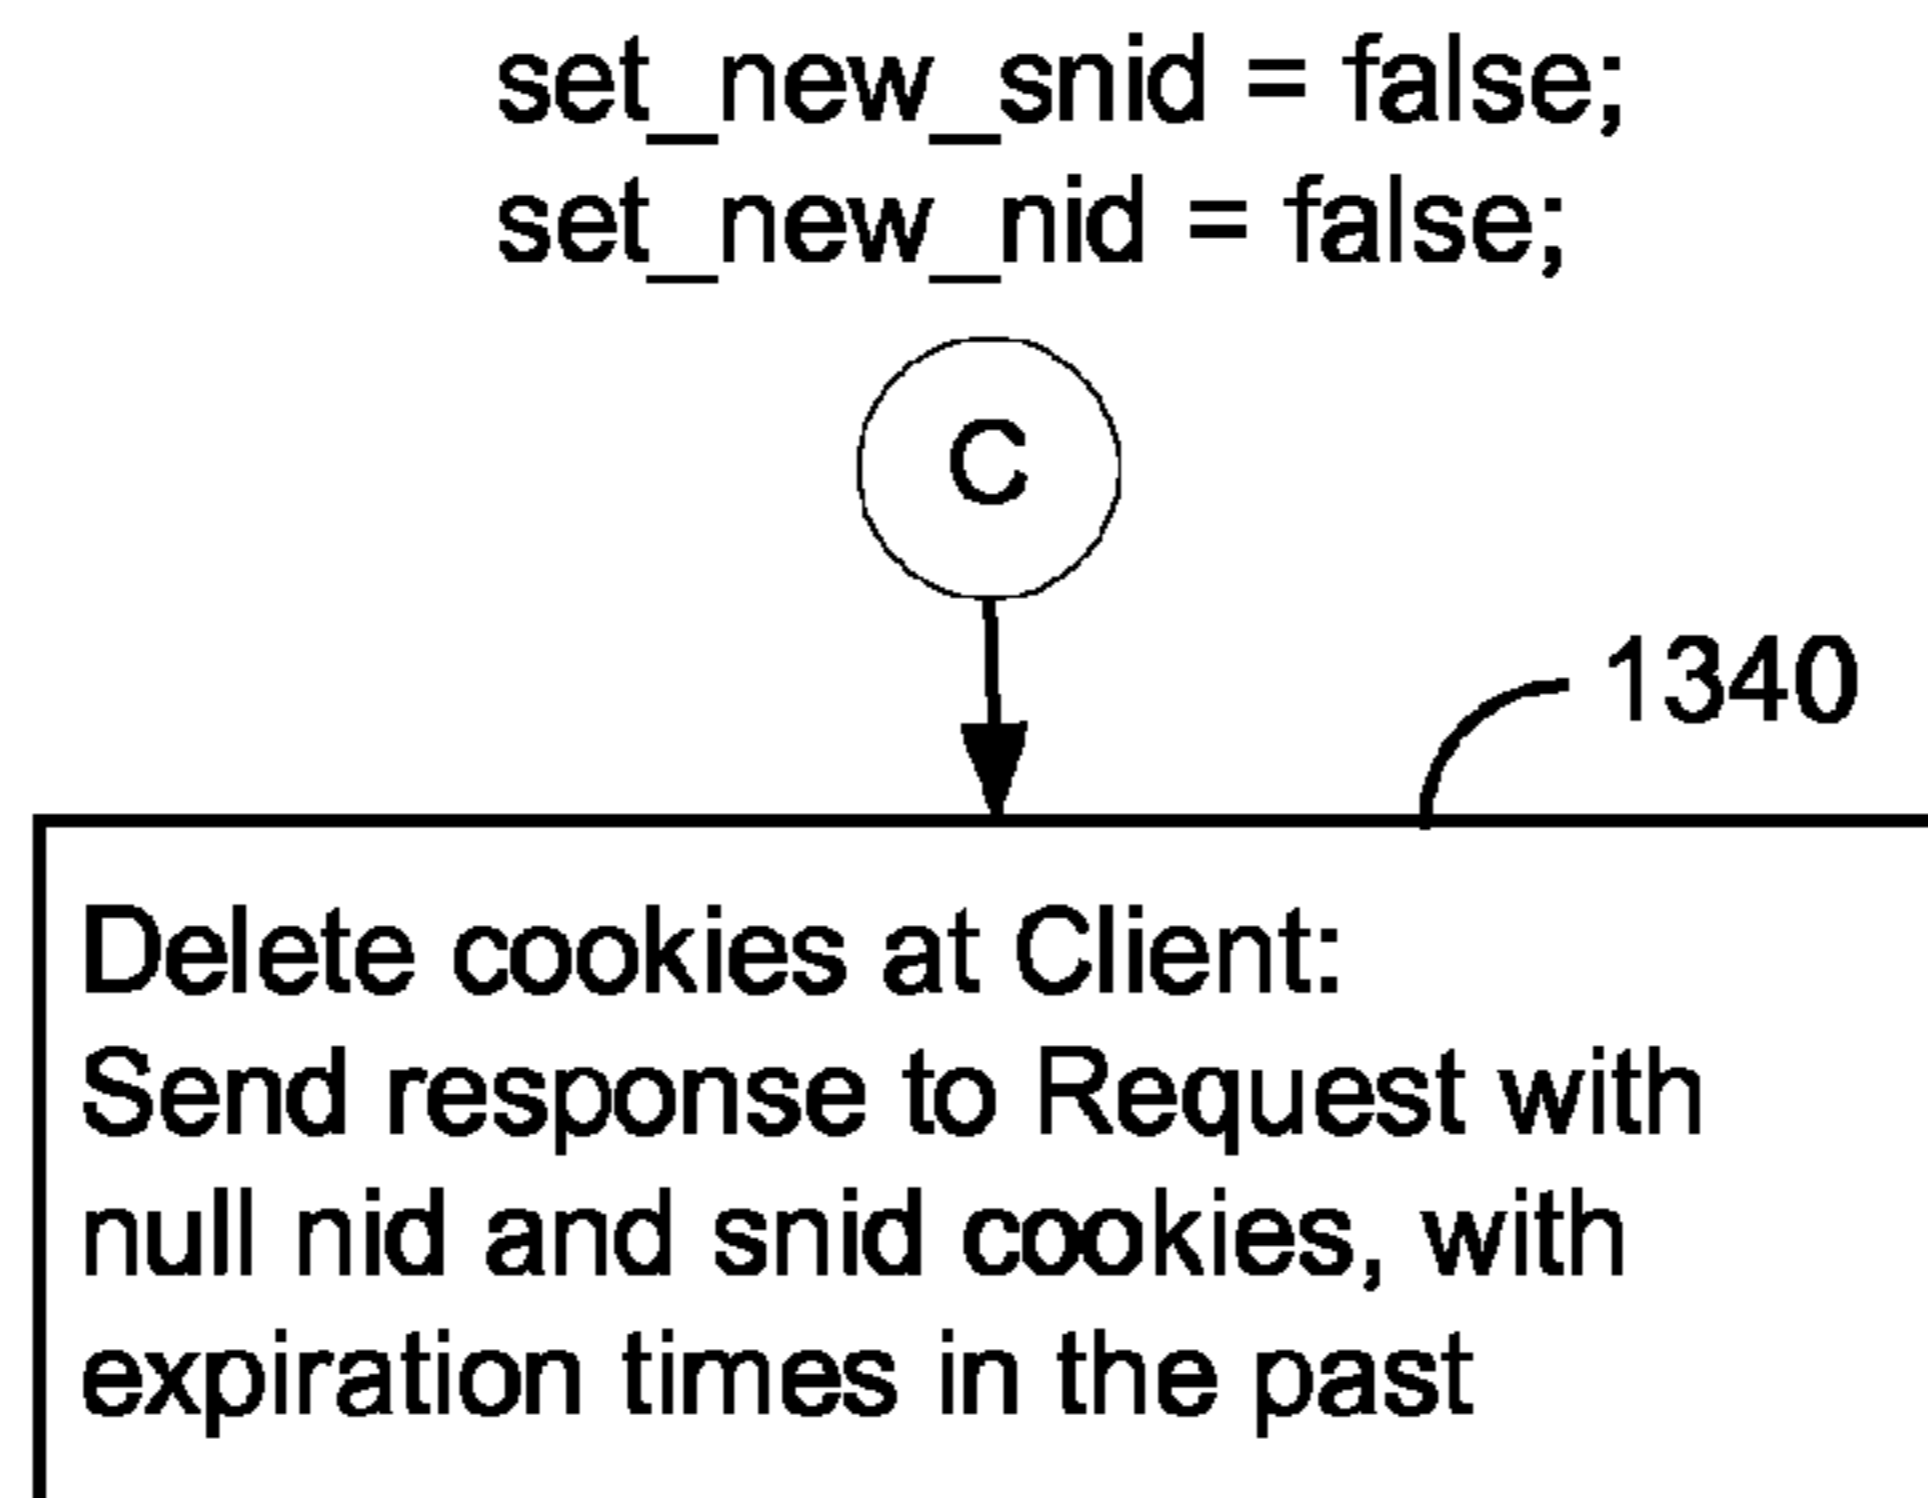 set_new_snid = false;
set_new_nid = false;
C
1340
Delete cookies at Client:
Send response to Request with
null nid and snid cookies, with
expiration times in the past